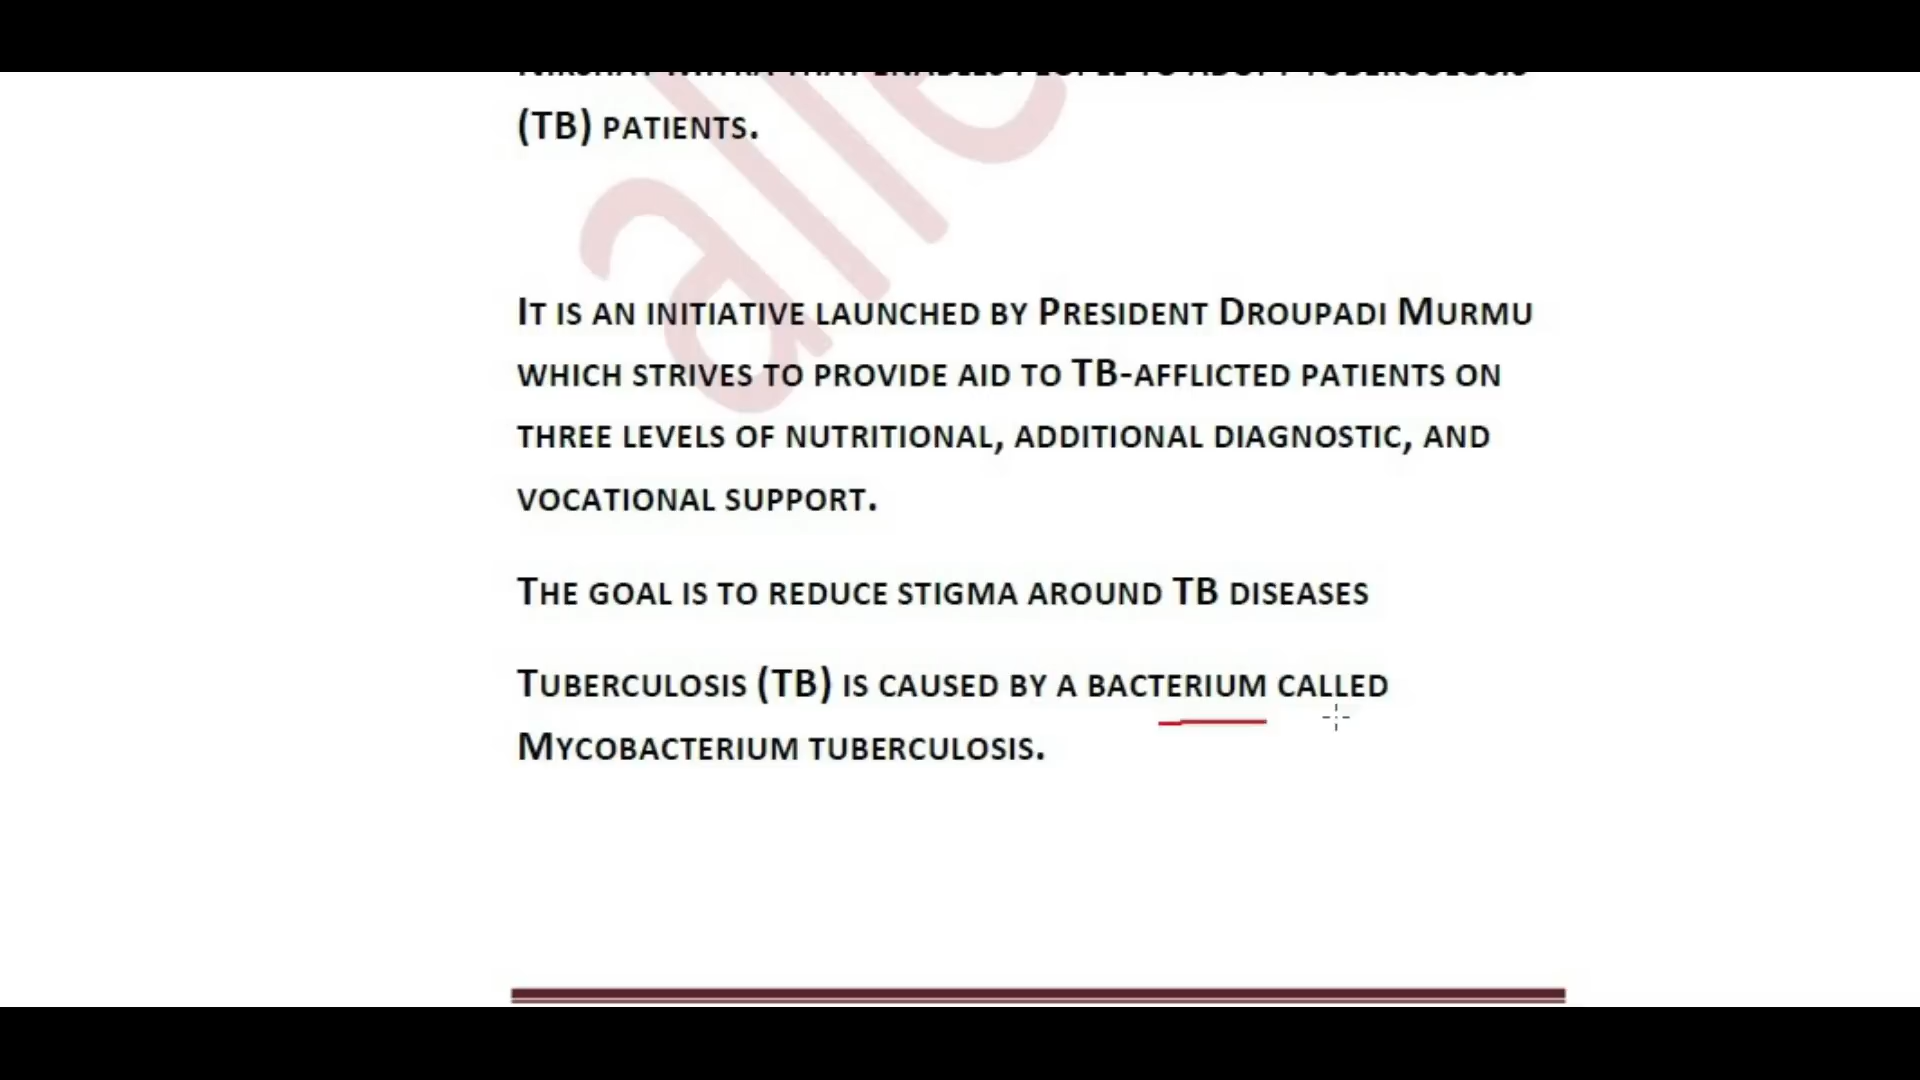 (TB) PATIENTS.
IT IS AN INITIATIVE LAUNCHED BY PRESIDENT DROUPADI MURMU
WHICH STRIVES TO PROVIDE AID TO TB-AFFLICTED PATIENTS ON
THREE LEVELS OF NUTRITIONAL, ADDITIONAL DIAGNOSTIC, AND
VOCATIONAL SUPPORT.
THE GOAL IS TO REDUCE STIGMA AROUND TB DISEASES
TUBERCULOSIS (TB) IS CAUSED BY A BACTERIUM CALLED
MYCOBACTERIUM TUBERCULOSIS.